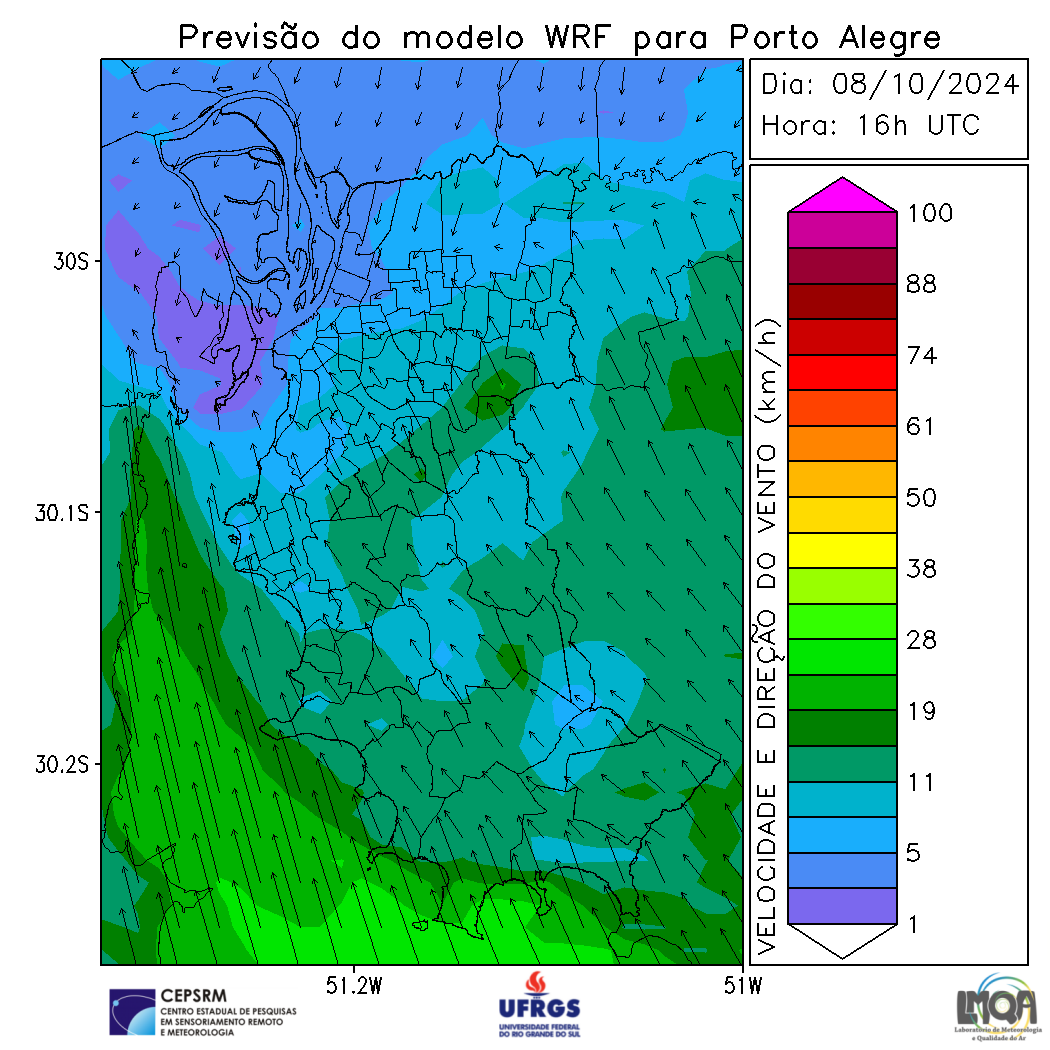 Previsão do modelo WRF para Porto Alegre
Dia: 08/10/2024
Hora: 16h UTC
30S
30.1S
30.2S
51.2W
51W
VELOCIDADE E DIREÇÃO DO VENTO (km/h)
100
88
74
61
50
38
28
19
11
5
1
CEPSRM
CENTRO ESTADUAL DE PESQUISAS
EM SENSORIAMENTO REMOTO
E METEOROLOGIA
UFRGS
UNIVERSIDADE FEDERAL
DO RIO GRANDE DO SUL
LMQA
Laboratório de Meteorologia
e Qualidade do Ar